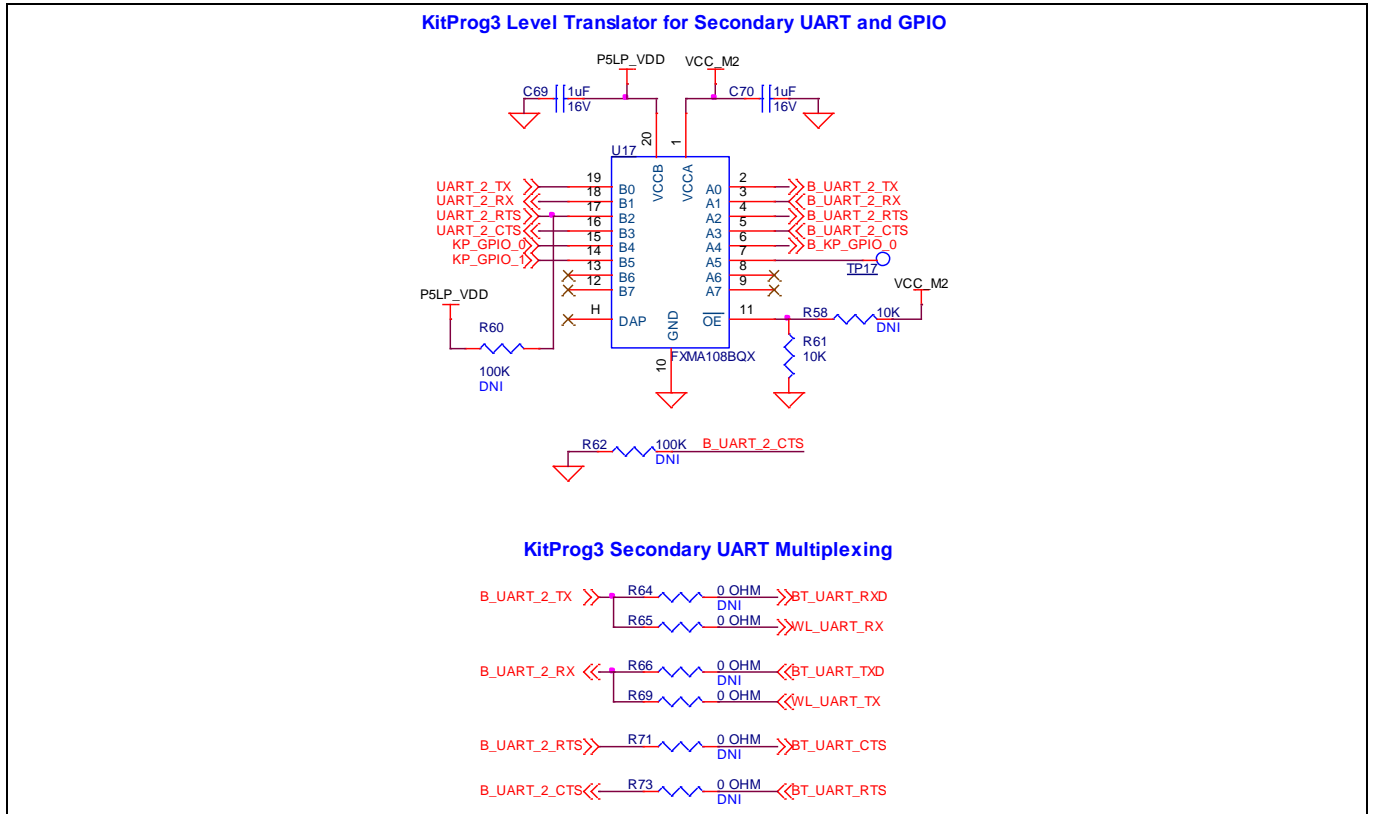 KitProg3 Level Translator for Secondary UART and GPIO
P5LP_VDD VCC_M2
C69 1uF 16V C70 1uF 16V
20 1
U17
VCCB VCCA
UART_2_TX 19 B0 A0 2 B_UART_2_TX
UART_2_RX 18 B1 A1 3 B_UART_2_RX
UART_2_RTS 17 B2 A2 4 B_UART_2_RTS
UART_2_CTS 16 B3 A3 5 B_UART_2_CTS
KP_GPIO_0 15 B4 A4 6 B_KP_GPIO_0
KP_GPIO_1 14 B5 A5 7 TP17
13 B6 A6 8
12 B7 A7 9
VCC_M2
P5LP_VDD
H DAP GND OE 11 R58 10K DNI
R60 100K DNI
R61 10K
FXMA108BQX
10
R62 100K DNI B_UART_2_CTS
KitProg3 Secondary UART Multiplexing
B_UART_2_TX R64 0 OHM DNI BT_UART_RXD
R65 0 OHM WL_UART_RX
B_UART_2_RX R66 0 OHM DNI BT_UART_TXD
R69 0 OHM WL_UART_TX
B_UART_2_RTS R71 0 OHM DNI BT_UART_CTS
B_UART_2_CTS R73 0 OHM DNI BT_UART_RTS